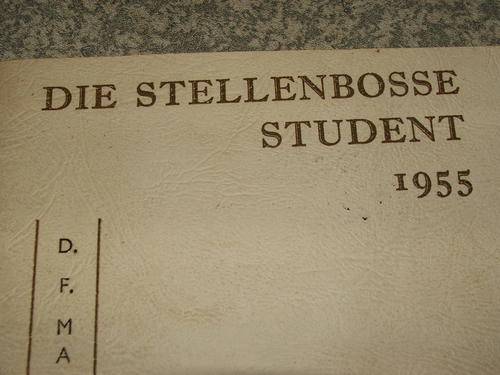 DIE STELLENBOSSE
STUDENT
1955
D.
F.
M
A